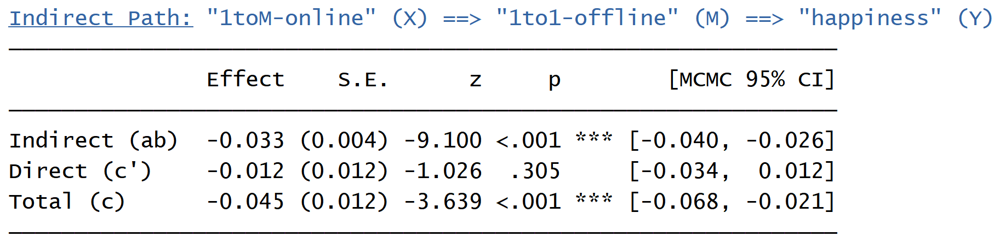 Indirect Path: "1toM-online" (X) ==> "1to1-offline" (M) ==> "happiness" (Y)
Effect S.E. z p [MCMC 95% CI]
Indirect (ab) -0.033 (0.004) -9.100 <.001 *** [-0.040, -0.026]
Direct (c') -0.012 (0.012) -1.026 .305 [-0.034, 0.012]
Total (c) -0.045 (0.012) -3.639 <.001 *** [-0.068, -0.021]